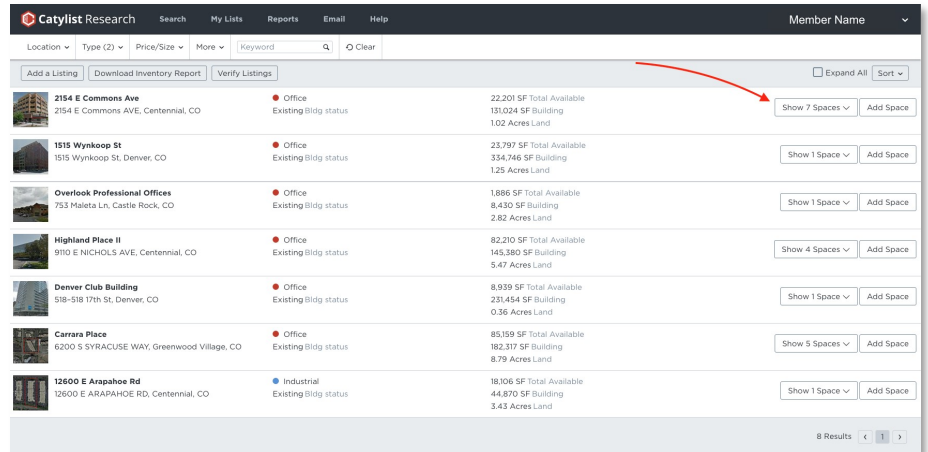 Catylist Research Search My Lists Reports Email Help Member Name
Location Type (2) Price/Size More Keyword Clear
Add a Listing Download Inventory Report Verify Listings Expand All Sort
2154 E Commons Ave Office 22,201 SF Total Available Show 7 Spaces Add Space
2154 E Commons AVE, Centennial, CO Existing Bldg status 131,024 SF Building
1.02 Acres Land
1515 Wynkoop St Office 23,797 SF Total Available Show 1 Space Add Space
1515 Wynkoop St, Denver, CO Existing Bldg status 334,746 SF Building
1.25 Acres Land
Overlook Professional Offices Office 1,886 SF Total Available Show 1 Space Add Space
753 Maleta Ln, Castle Rock, CO Existing Bldg status 8,430 SF Building
2.82 Acres Land
Highland Place II Office 82,210 SF Total Available Show 4 Spaces Add Space
9110 E NICHOLS AVE, Centennial, CO Existing Bldg status 145,380 SF Building
5.47 Acres Land
Denver Club Building Office 8,939 SF Total Available Show 1 Space Add Space
518-518 17th St, Denver, CO Existing Bldg status 231,454 SF Building
0.36 Acres Land
Carrara Place Office 85,159 SF Total Available Show 5 Spaces Add Space
6200 S SYRACUSE WAY, Greenwood Village, CO Existing Bldg status 182,317 SF Building
8.79 Acres Land
12600 E Arapahoe Rd Industrial 18,106 SF Total Available Show 1 Space Add Space
12600 E ARAPAHOE RD, Centennial, CO Existing Bldg status 44,870 SF Building
3.43 Acres Land
8 Results < 1 >